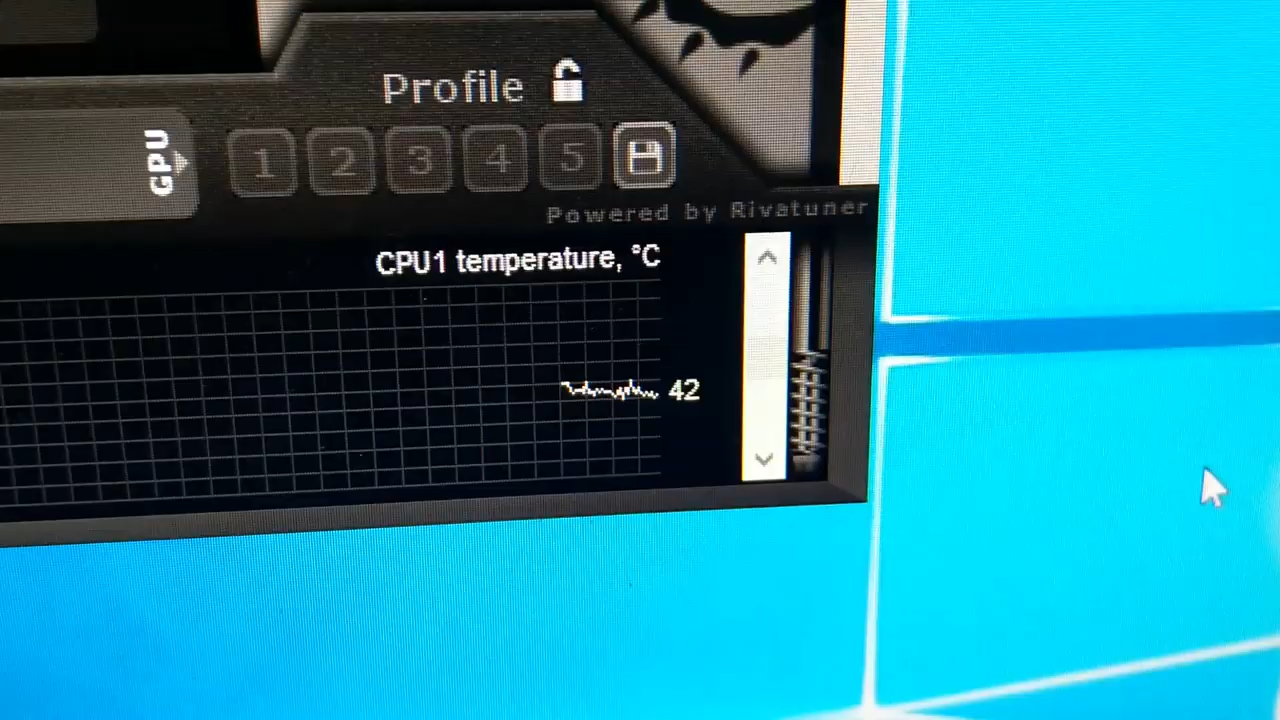 Profile
GPU
1 2 3 4 5
Powered by Rivatuner
CPU1 temperature, °C
42